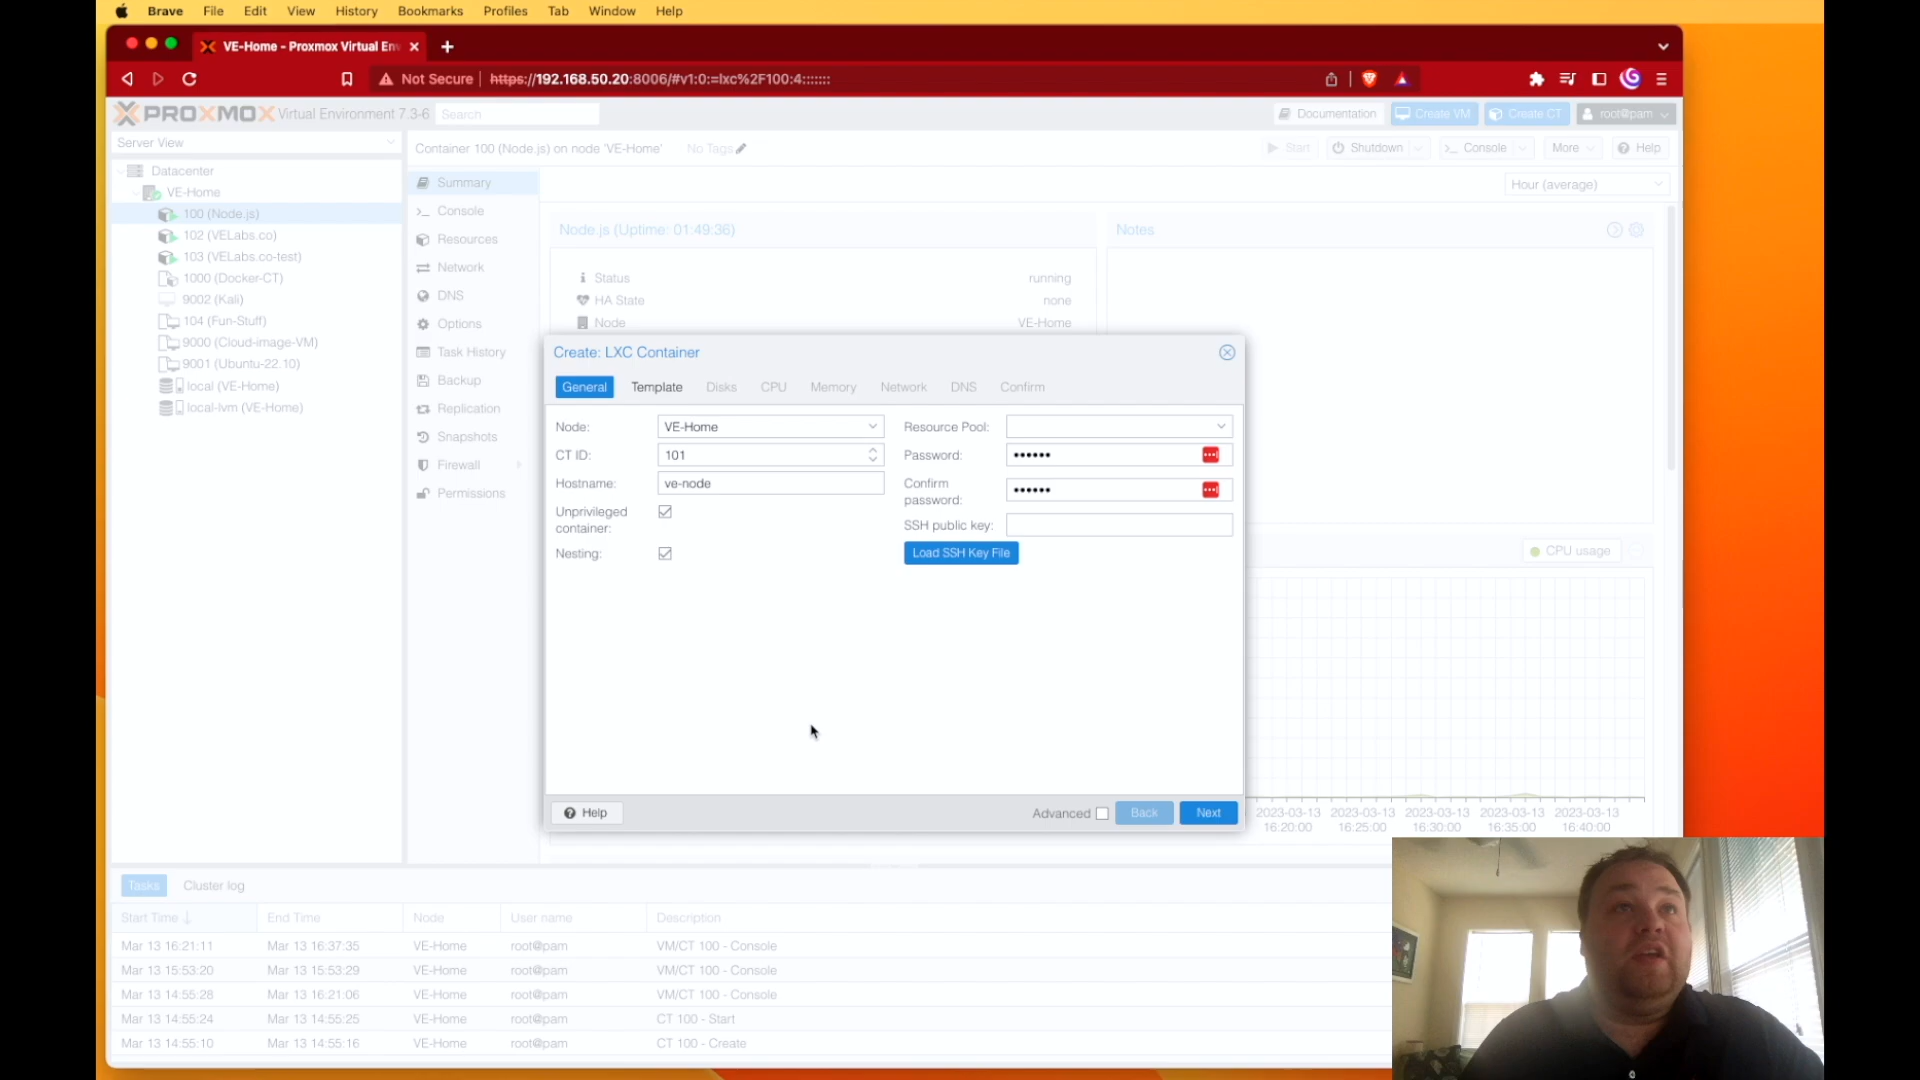 Brave File Edit View History Bookmarks Profiles Tab Window Help
VE-Home - Proxmox Virtual En
Not Secure https://192.168.50.20:8006/#v1:0:=lxc%2F100:4:::::::
PROXMOX Virtual Environment 7.3-6 Search Documentation Create VM Create CT root@pam
Server View
Container 100 (Node.js) on node 'VE-Home' No Tags Start Shutdown Console More Help
Datacenter
VE-Home
100 (Node.js)
102 (VELabs.co)
103 (VELabs.co-test)
1000 (Docker-CT)
9002 (Kali)
104 (Fun-Stuff)
9000 (Cloud-image-VM)
9001 (Ubuntu-22.10)
local (VE-Home)
local-lvm (VE-Home)
Summary
Console
Resources
Network
DNS
Options
Task History
Backup
Replication
Snapshots
Firewall
Permissions
Hour (average)
Node.js (Uptime: 01:49:36)
Notes
Status running
HA State none
Node VE-Home
Create: LXC Container
General Template Disks CPU Memory Network DNS Confirm
Node: VE-Home
CT ID: 101
Hostname: ve-node
Unprivileged
container:
Nesting:
Resource Pool:
Password: ••••••
Confirm
password: ••••••
SSH public key:
Load SSH Key File
Help Advanced Back Next
CPU usage
2023-03-13 2023-03-13 2023-03-13 2023-03-13 2023-03-13
16:20:00 16:25:00 16:30:00 16:35:00 16:40:00
Tasks Cluster log
Start Time End Time Node User name Description
Mar 13 16:21:11 Mar 13 16:37:35 VE-Home root@pam VM/CT 100 - Console
Mar 13 15:53:20 Mar 13 15:53:29 VE-Home root@pam VM/CT 100 - Console
Mar 13 14:55:28 Mar 13 16:21:06 VE-Home root@pam VM/CT 100 - Console
Mar 13 14:55:24 Mar 13 14:55:25 VE-Home root@pam CT 100 - Start
Mar 13 14:55:10 Mar 13 14:55:16 VE-Home root@pam CT 100 - Create